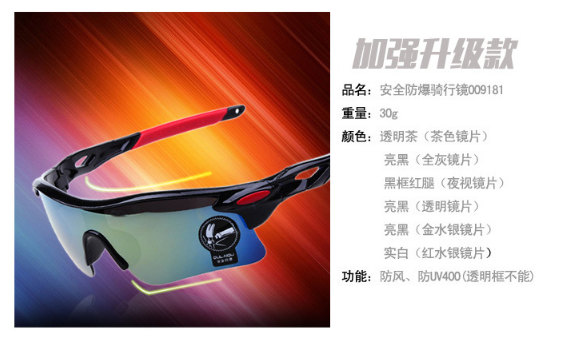 加强升级款
品名：安全防爆骑行镜009181
重量：30g
颜色：透明茶（茶色镜片）
亮黑（全灰镜片）
黑框红腿（夜视镜片）
亮黑（透明镜片）
亮黑（金水银镜片）
实白（红水银镜片）
功能：防风、防UV400(透明框不能)